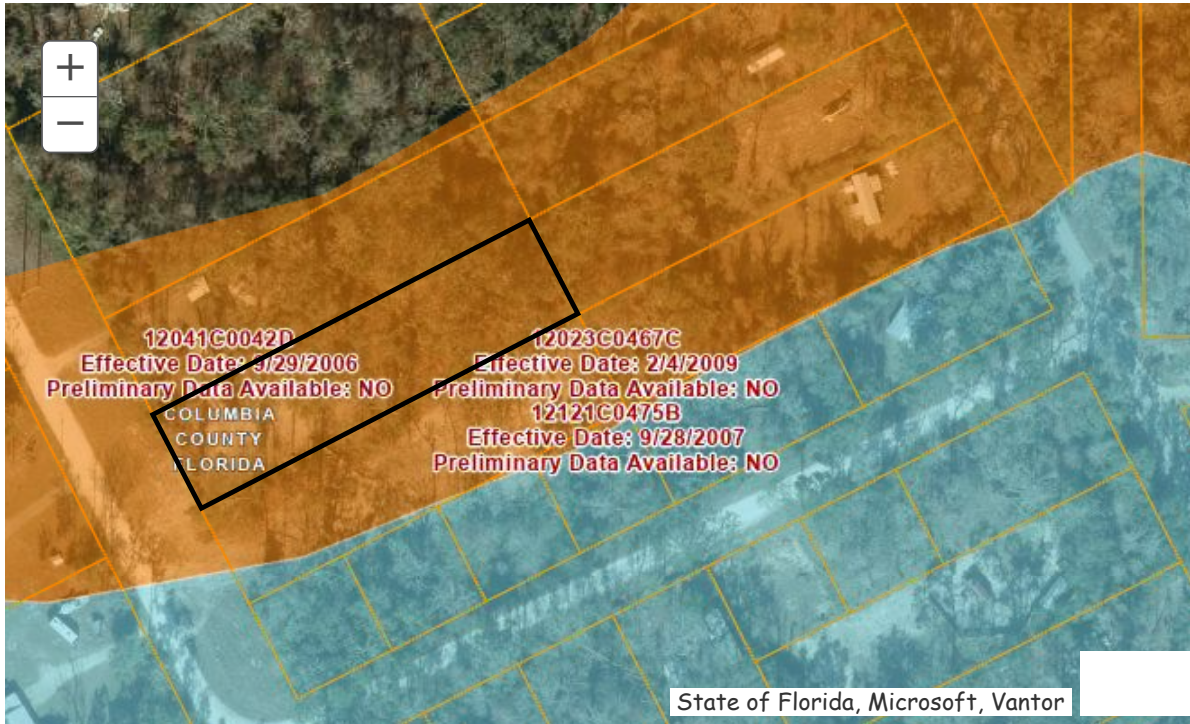 +
−
12041C0042D
Effective Date: 9/29/2006
Preliminary Data Available: NO
12023C0467C
Effective Date: 2/4/2009
Preliminary Data Available: NO
12121C0475B
Effective Date: 9/28/2007
Preliminary Data Available: NO
COLUMBIA
COUNTY
FLORIDA
State of Florida, Microsoft, Vantor